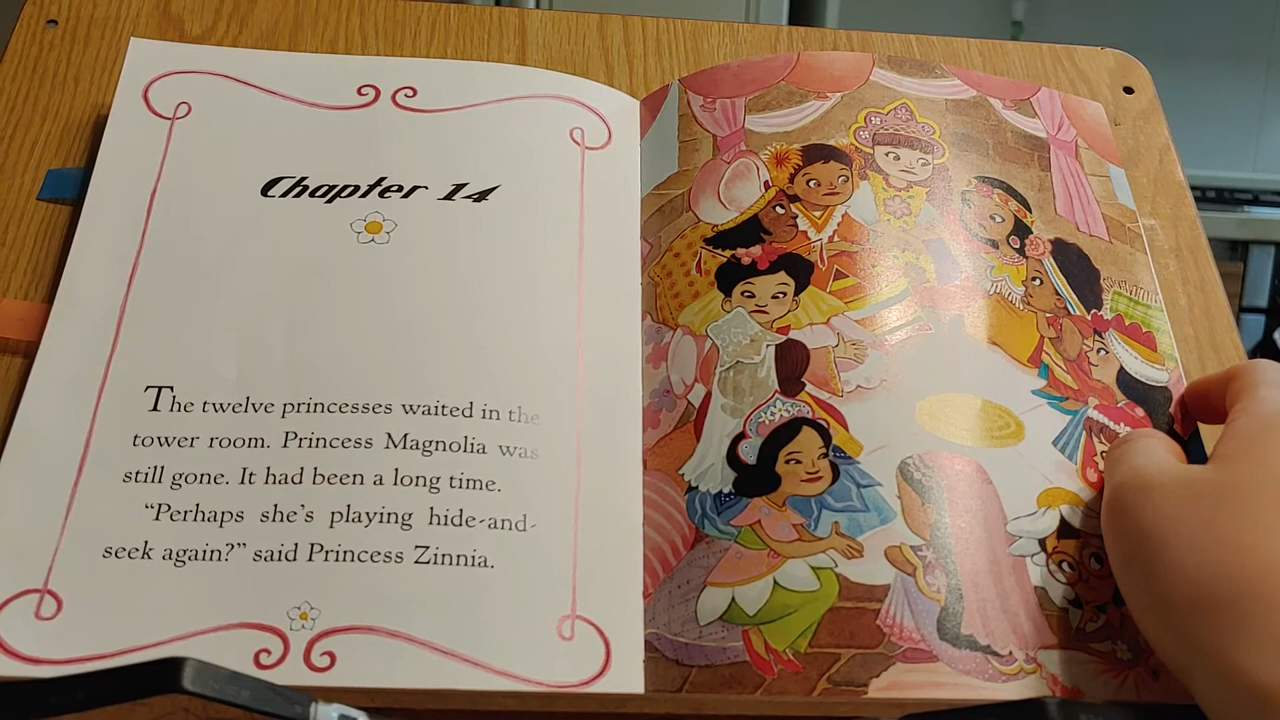 Chapter 14
The twelve princesses waited in the
tower room. Princess Magnolia was
still gone. It had been a long time.
“Perhaps she’s playing hide-and-
seek again?” said Princess Zinnia.